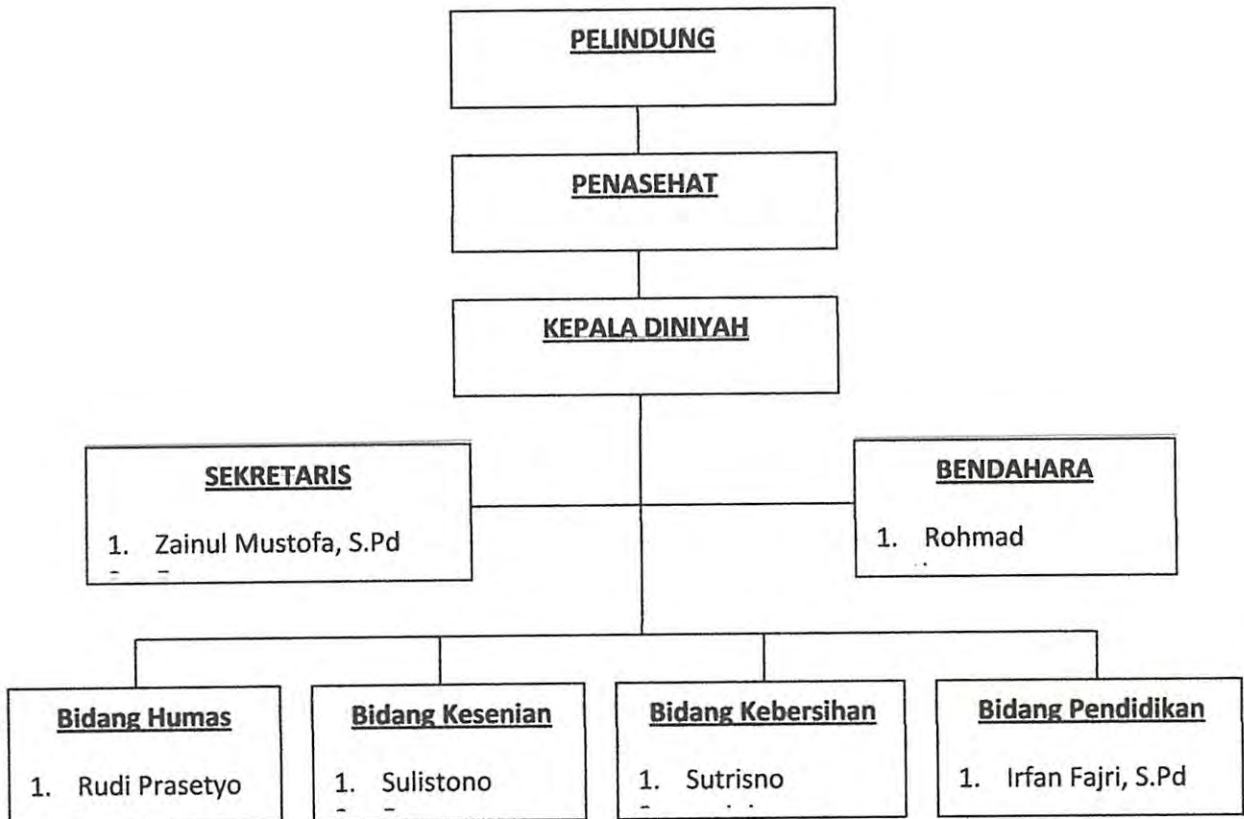 PELINDUNG
PENASEHAT
KEPALA DINIYAH
SEKRETARIS
1. Zainul Mustofa, S.Pd
BENDAHARA
1. Rohmad
Bidang Humas
1. Rudi Prasetyo
Bidang Kesenian
1. Sulistono
Bidang Kebersihan
1. Sutrisno
Bidang Pendidikan
1. Irfan Fajri, S.Pd